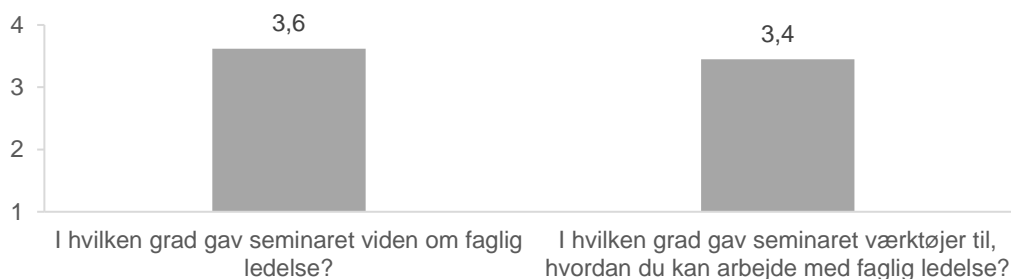 4
3
2
1
3,6
3,4
I hvilken grad gav seminaret viden om faglig
ledelse?
I hvilken grad gav seminaret værktøjer til,
hvordan du kan arbejde med faglig ledelse?